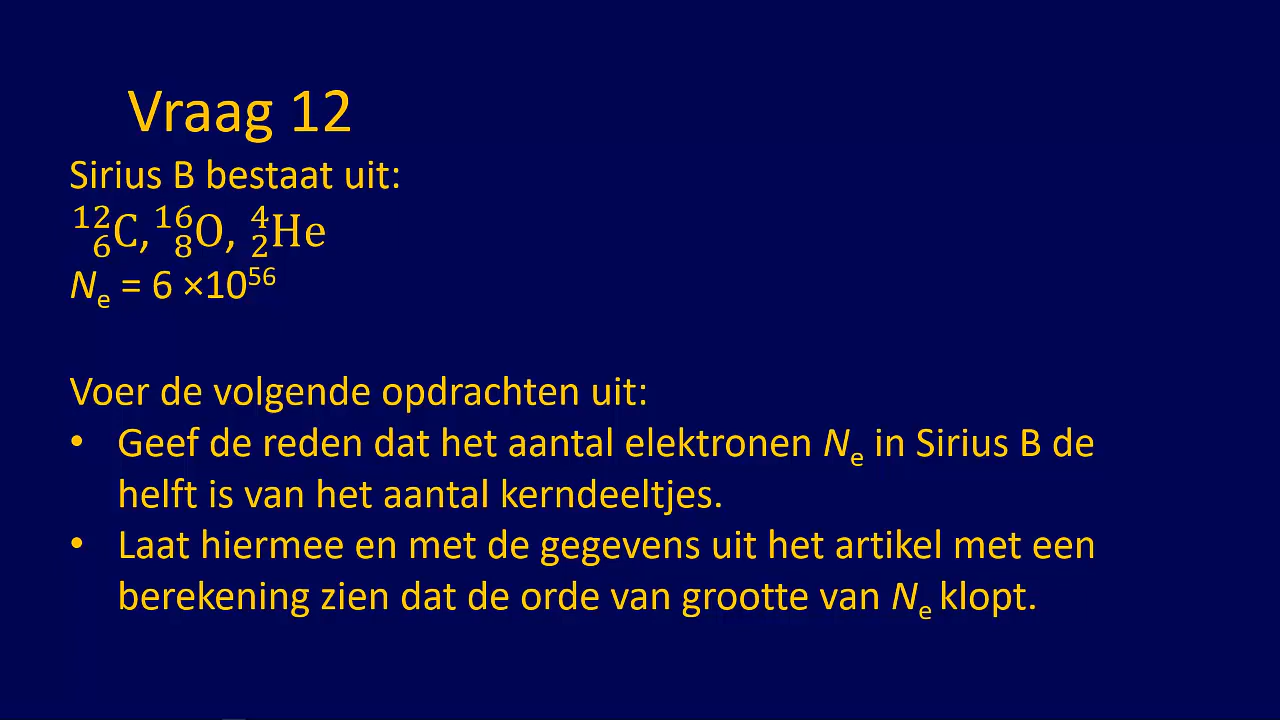 Vraag 12
Sirius B bestaat uit:
¹²₆C, ¹⁶₈O, ⁴₂He
Nₑ = 6 ×10⁵⁶
Voer de volgende opdrachten uit:
• Geef de reden dat het aantal elektronen Nₑ in Sirius B de
helft is van het aantal kerndeeltjes.
• Laat hiermee en met de gegevens uit het artikel met een
berekening zien dat de orde van grootte van Nₑ klopt.